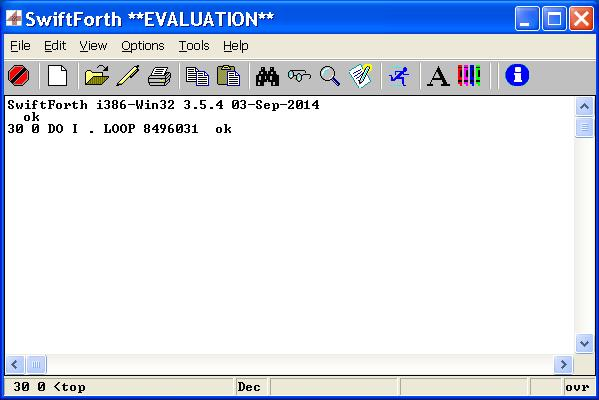 SwiftForth **EVALUATION**
File Edit View Options Tools Help
SwiftForth i386-Win32 3.5.4 03-Sep-2014
ok
30 0 DO I . LOOP 8496031  ok
30 0 <top Dec ovr